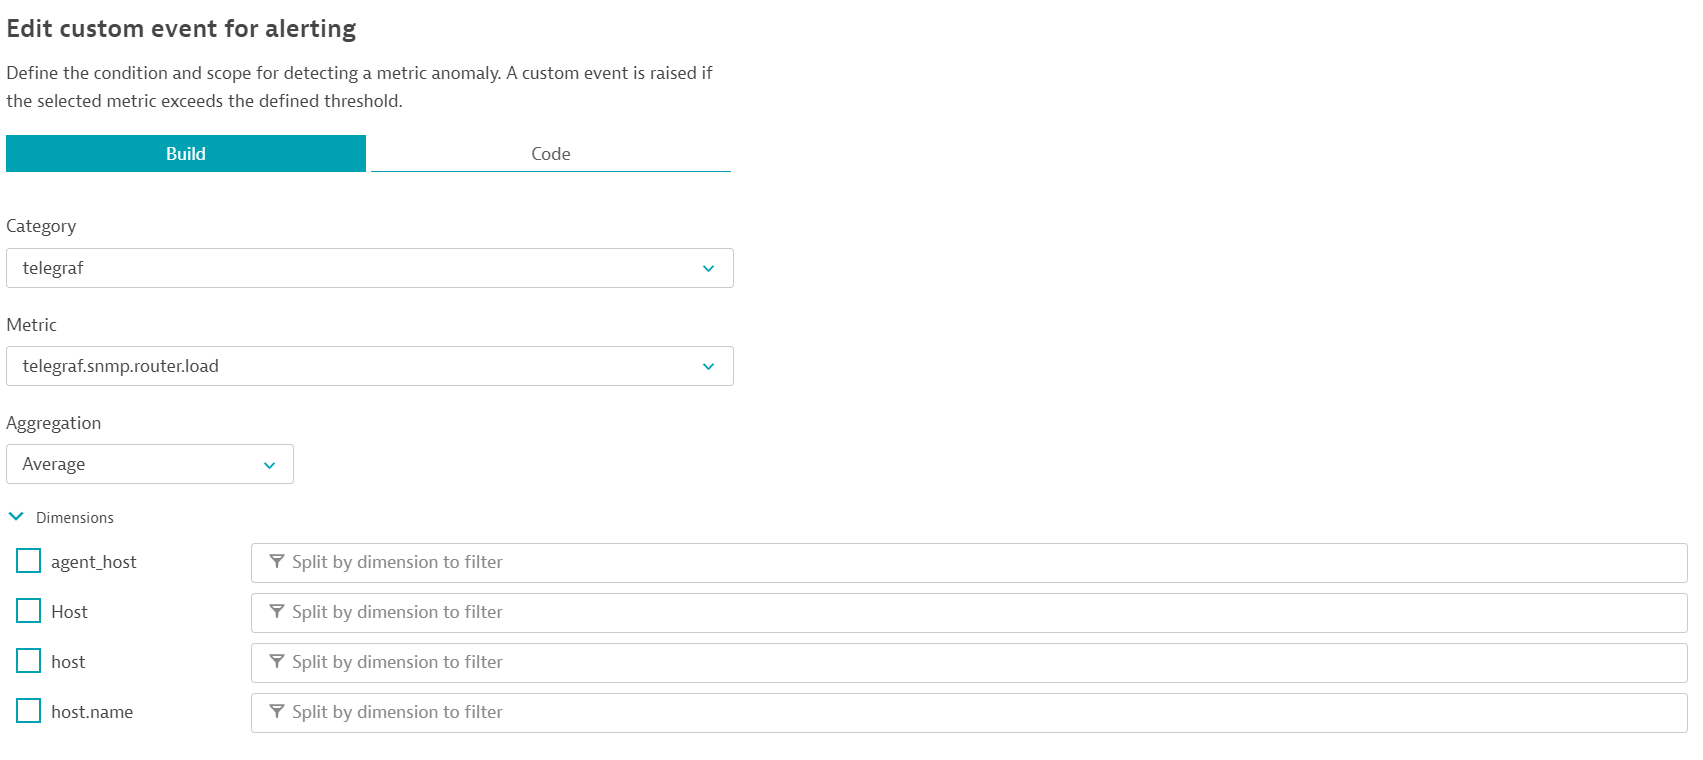 Edit custom event for alerting
Define the condition and scope for detecting a metric anomaly. A custom event is raised if
the selected metric exceeds the defined threshold.
Build
Code
Category
telegraf
Metric
telegraf.snmp.router.load
Aggregation
Average
Dimensions
agent_host
Split by dimension to filter
Host
Split by dimension to filter
host
Split by dimension to filter
host.name
Split by dimension to filter